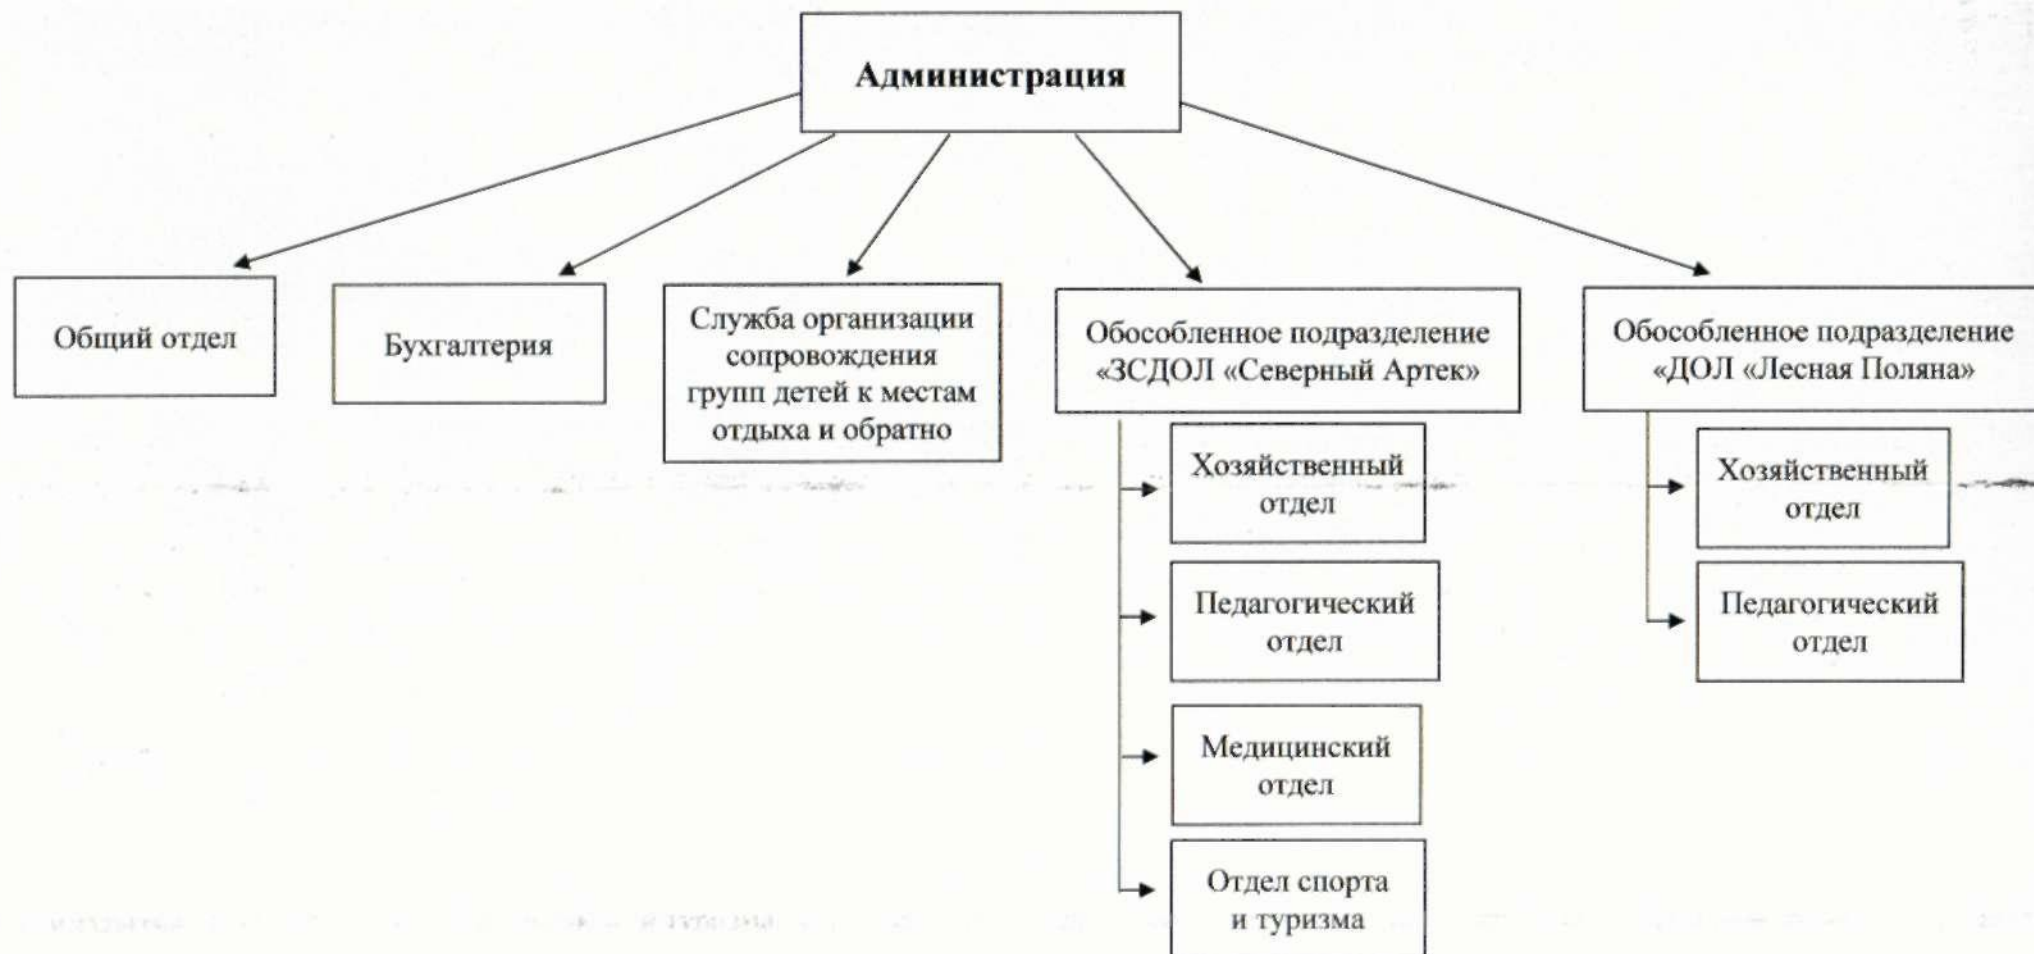 Администрация
Общий отдел
Бухгалтерия
Служба организации
сопровождения
групп детей к местам
отдыха и обратно
Обособленное подразделение
«ЗСДОЛ «Северный Артек»
Хозяйственный
отдел
Педагогический
отдел
Медицинский
отдел
Отдел спорта
и туризма
Обособленное подразделение
«ДОЛ «Лесная Поляна»
Хозяйственный
отдел
Педагогический
отдел